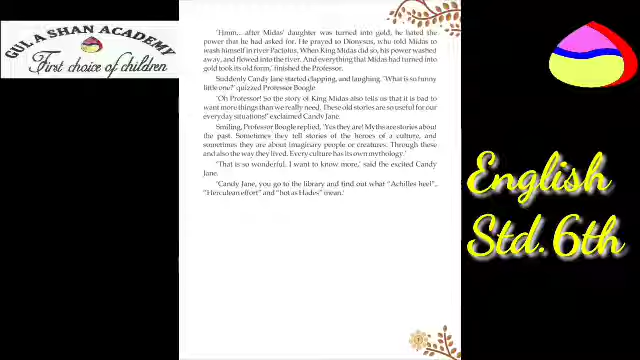 GULASHAN ACADEMY
First choice of children
'Hmm... after Midas' daughter was turned into gold, he hated the
power that he had asked for. He prayed to Dionysus, who told Midas to
wash himself in river Pactolus. When King Midas did so, his power washed
away, and flowed into the river. And everything that Midas had turned into
gold took its old form,' finished the Professor.
Suddenly Candy Jane started clapping, and laughing. 'What is so funny
little one?' quizzed Professor Boogle
'Oh Professor! So the story of King Midas also tells us that it is bad to
want more things than we really need. These old stories are so useful for our
everyday situations!' exclaimed Candy Jane.
Smiling, Professor Boogle replied, 'Yes they are! Myths are stories about
the past. Sometimes they tell stories of the heroes of a culture, and
sometimes they are about imaginary people or creatures. Through these
and also the way they lived. Every culture has its own mythology.'
'That is so wonderful. I want to know more,' said the excited Candy
Jane.
'Candy Jane, you go to the library and find out what "Achilles heel",
"Herculean effort" and "hot as Hades" mean.'
English
Std. 6th